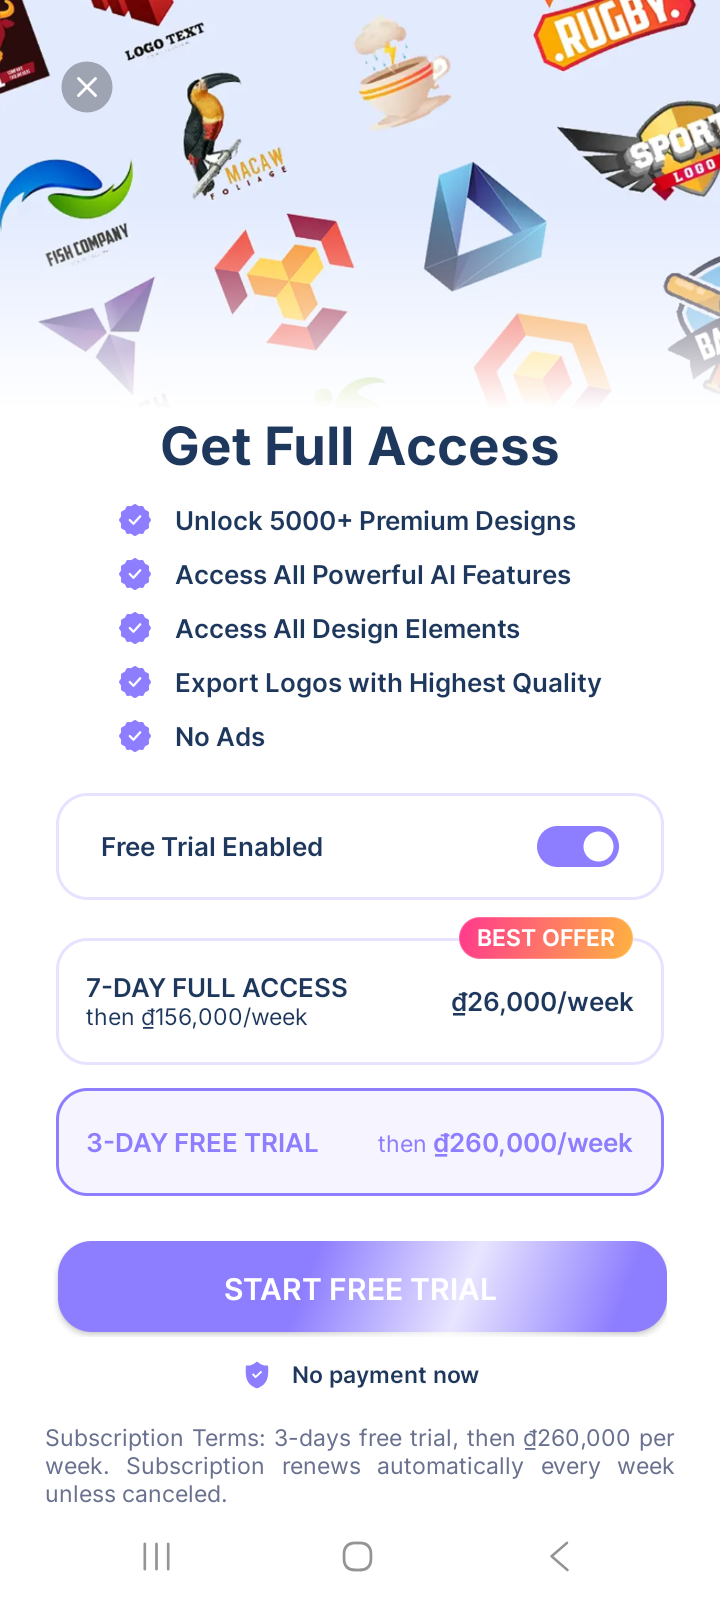 LOGO TEXT
.RUGBY.
MACAW
FOLIAGE
SPORT
LOGO
FISH COMPANY
BA
Get Full Access
Unlock 5000+ Premium Designs
Access All Powerful AI Features
Access All Design Elements
Export Logos with Highest Quality
No Ads
Free Trial Enabled
BEST OFFER
7-DAY FULL ACCESS
then ₫156,000/week
₫26,000/week
3-DAY FREE TRIAL then ₫260,000/week
START FREE TRIAL
No payment now
Subscription Terms: 3-days free trial, then ₫260,000 per
week. Subscription renews automatically every week
unless canceled.